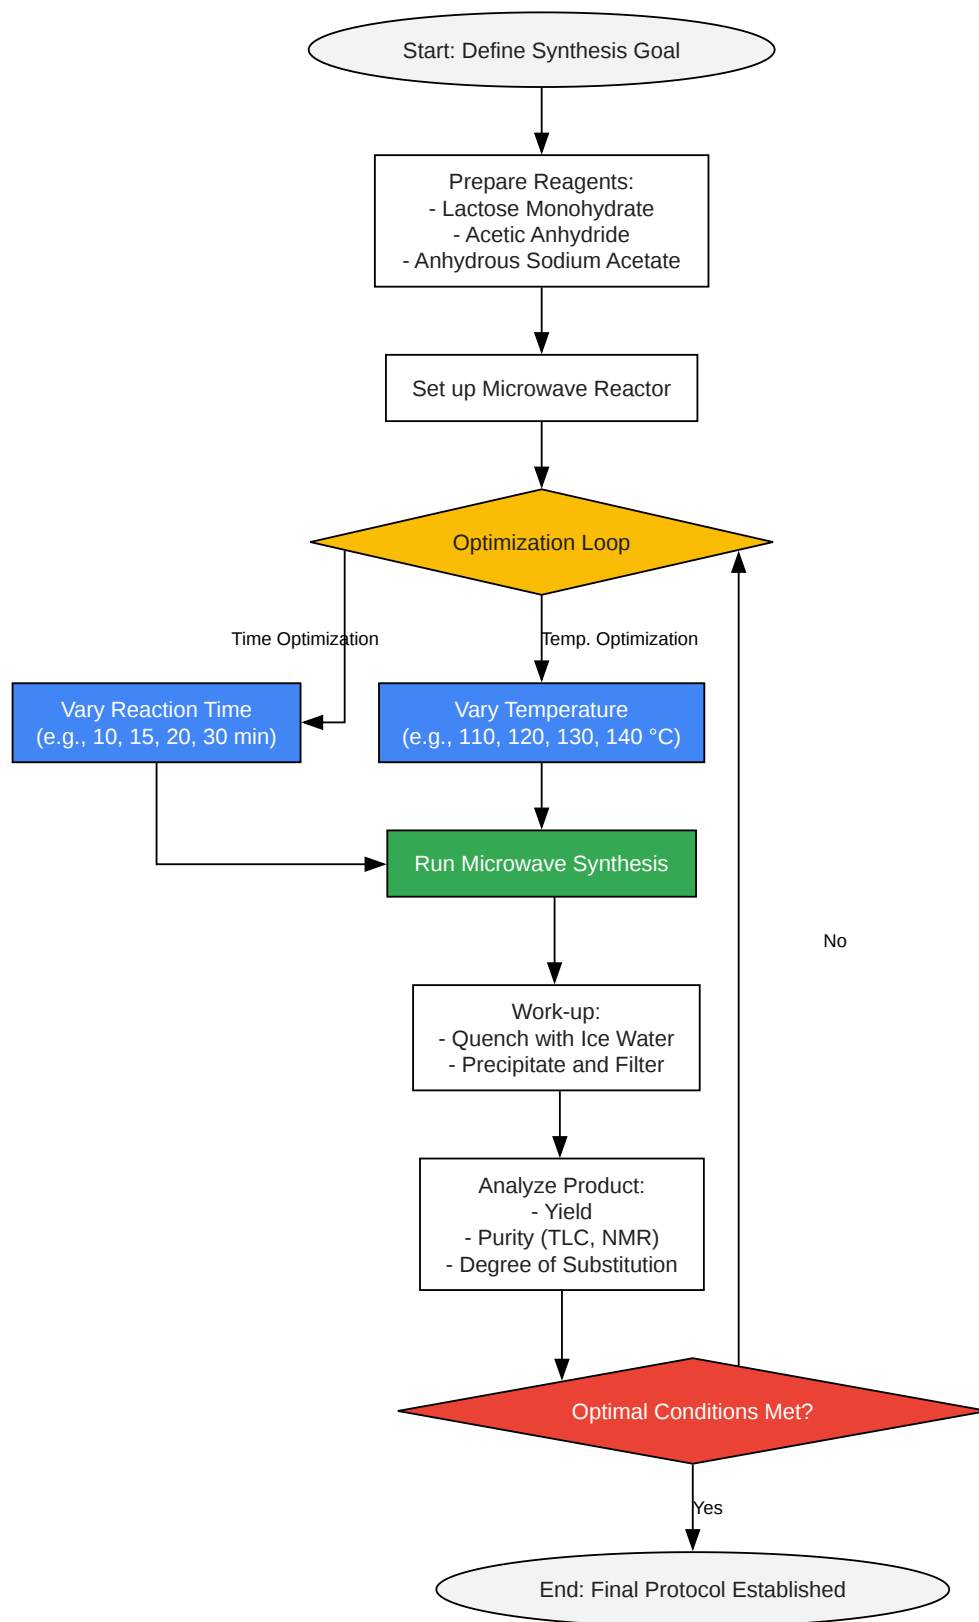 Start: Define Synthesis Goal
Prepare Reagents:
- Lactose Monohydrate
- Acetic Anhydride
- Anhydrous Sodium Acetate
Set up Microwave Reactor
Optimization Loop
Time Optimization
Temp. Optimization
Vary Reaction Time
(e.g., 10, 15, 20, 30 min)
Vary Temperature
(e.g., 110, 120, 130, 140 °C)
Run Microwave Synthesis
No
Work-up:
- Quench with Ice Water
- Precipitate and Filter
Analyze Product:
- Yield
- Purity (TLC, NMR)
- Degree of Substitution
Optimal Conditions Met?
Yes
End: Final Protocol Established